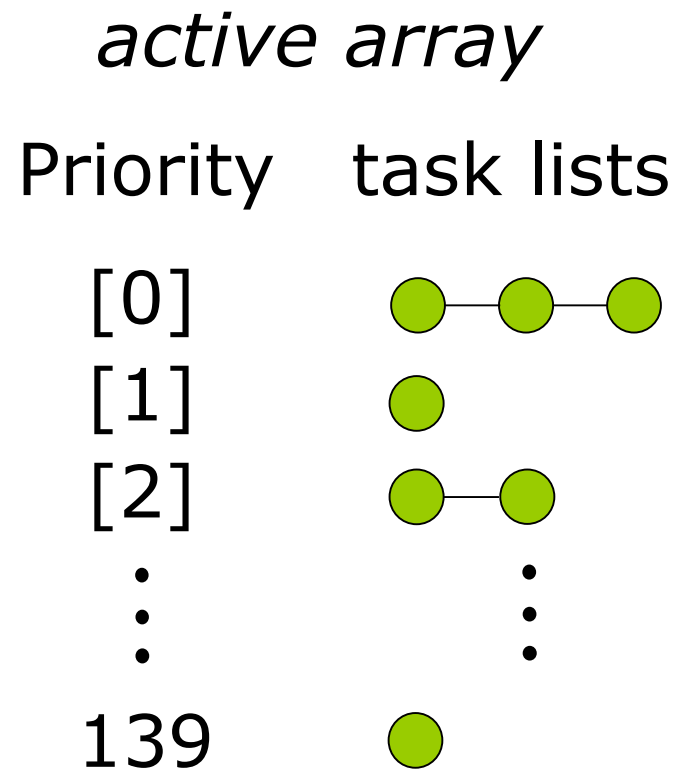 active array
Priority task lists
[0]
[1]
[2]
139